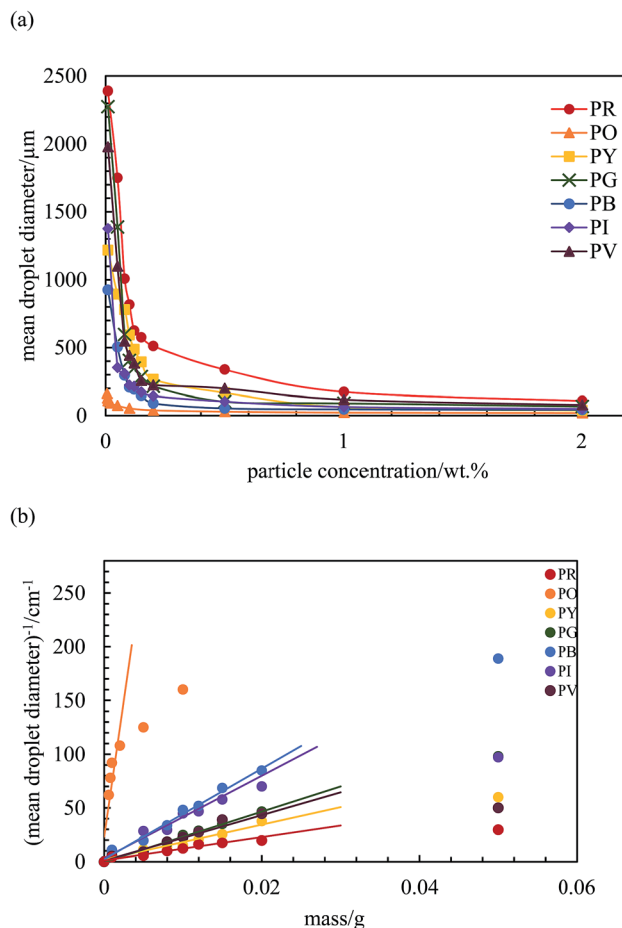 (a)
2500
2000
1500
1000
500
0
mean droplet diameter/μm
0
1
2
particle concentration/wt.%
PR
PO
PY
PG
PB
PI
PV
(b)
250
200
150
100
50
0
(mean droplet diameter)⁻¹/cm⁻¹
0
0.02
0.04
0.06
mass/g
PR
PO
PY
PG
PB
PI
PV